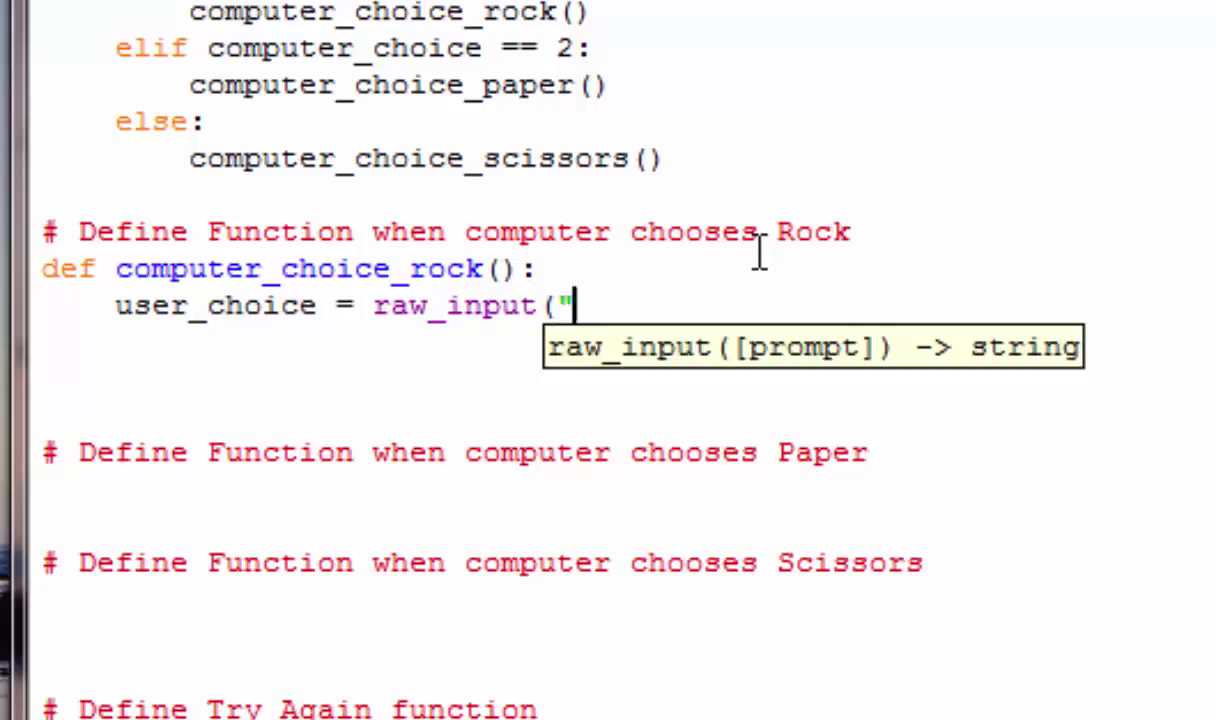 computer_choice_rock()
elif computer_choice == 2:
computer_choice_paper()
else:
computer_choice_scissors()
# Define Function when computer chooses Rock
def computer_choice_rock():
user_choice = raw_input("
raw_input([prompt]) -> string
# Define Function when computer chooses Paper
# Define Function when computer chooses Scissors
# Define Try Again function